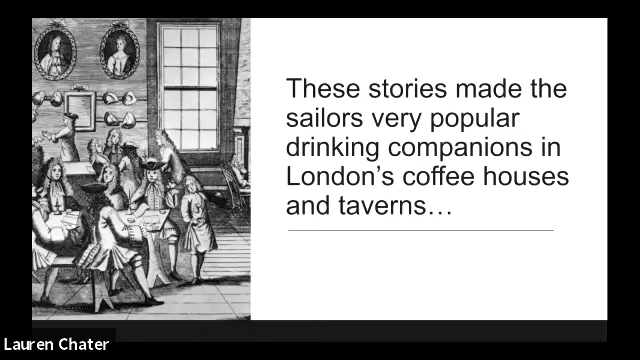 These stories made the
sailors very popular
drinking companions in
London’s coffee houses
and taverns…
Lauren Chater